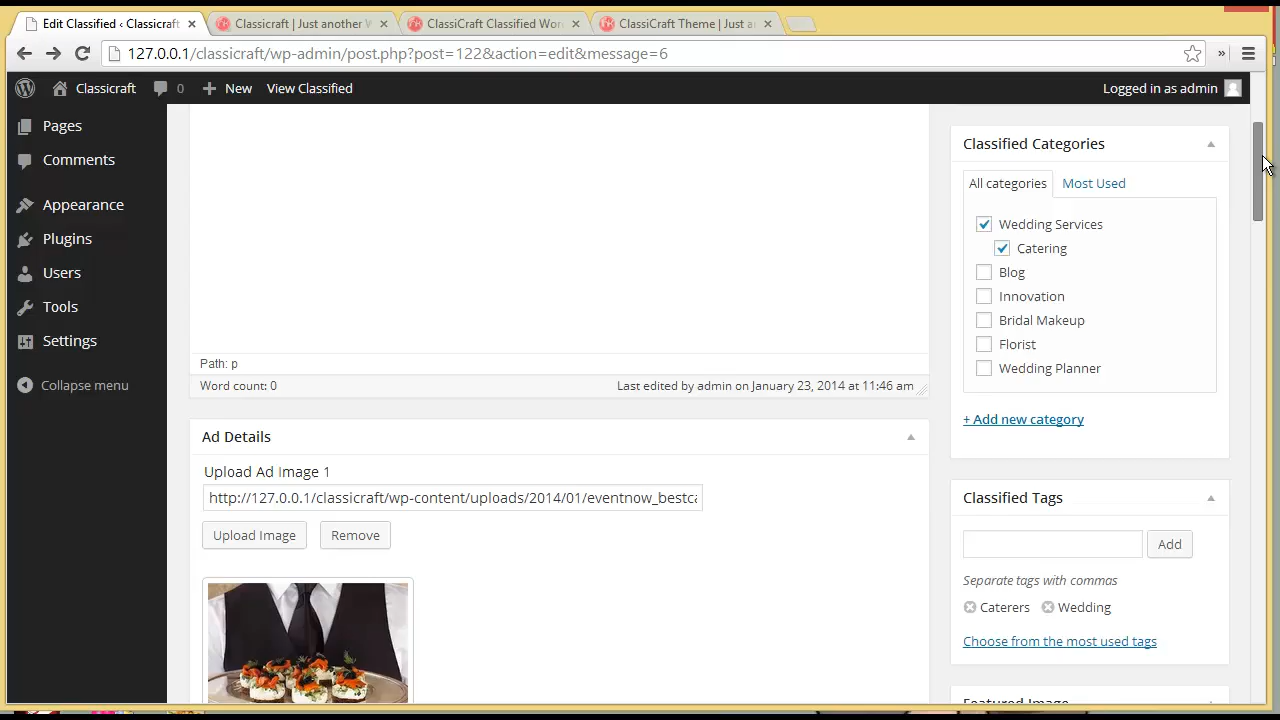 Edit Classified ‹ Classicraft
Classicraft | Just another W
ClassiCraft Classified Wor
ClassiCraft Theme | Just a
127.0.0.1/classicraft/wp-admin/post.php?post=122&action=edit&message=6
»
Classicraft
0
New
View Classified
Logged in as admin
Pages
Comments
Appearance
Plugins
Users
Tools
Settings
Collapse menu
Path: p
Word count: 0
Last edited by admin on January 23, 2014 at 11:46 am
Ad Details
Upload Ad Image 1
http://127.0.0.1/classicraft/wp-content/uploads/2014/01/eventnow_bestca
Upload Image
Remove
Classified Categories
All categories
Most Used
Wedding Services
Catering
Blog
Innovation
Bridal Makeup
Florist
Wedding Planner
+ Add new category
Classified Tags
Add
Separate tags with commas
Caterers
Wedding
Choose from the most used tags
Featured Image